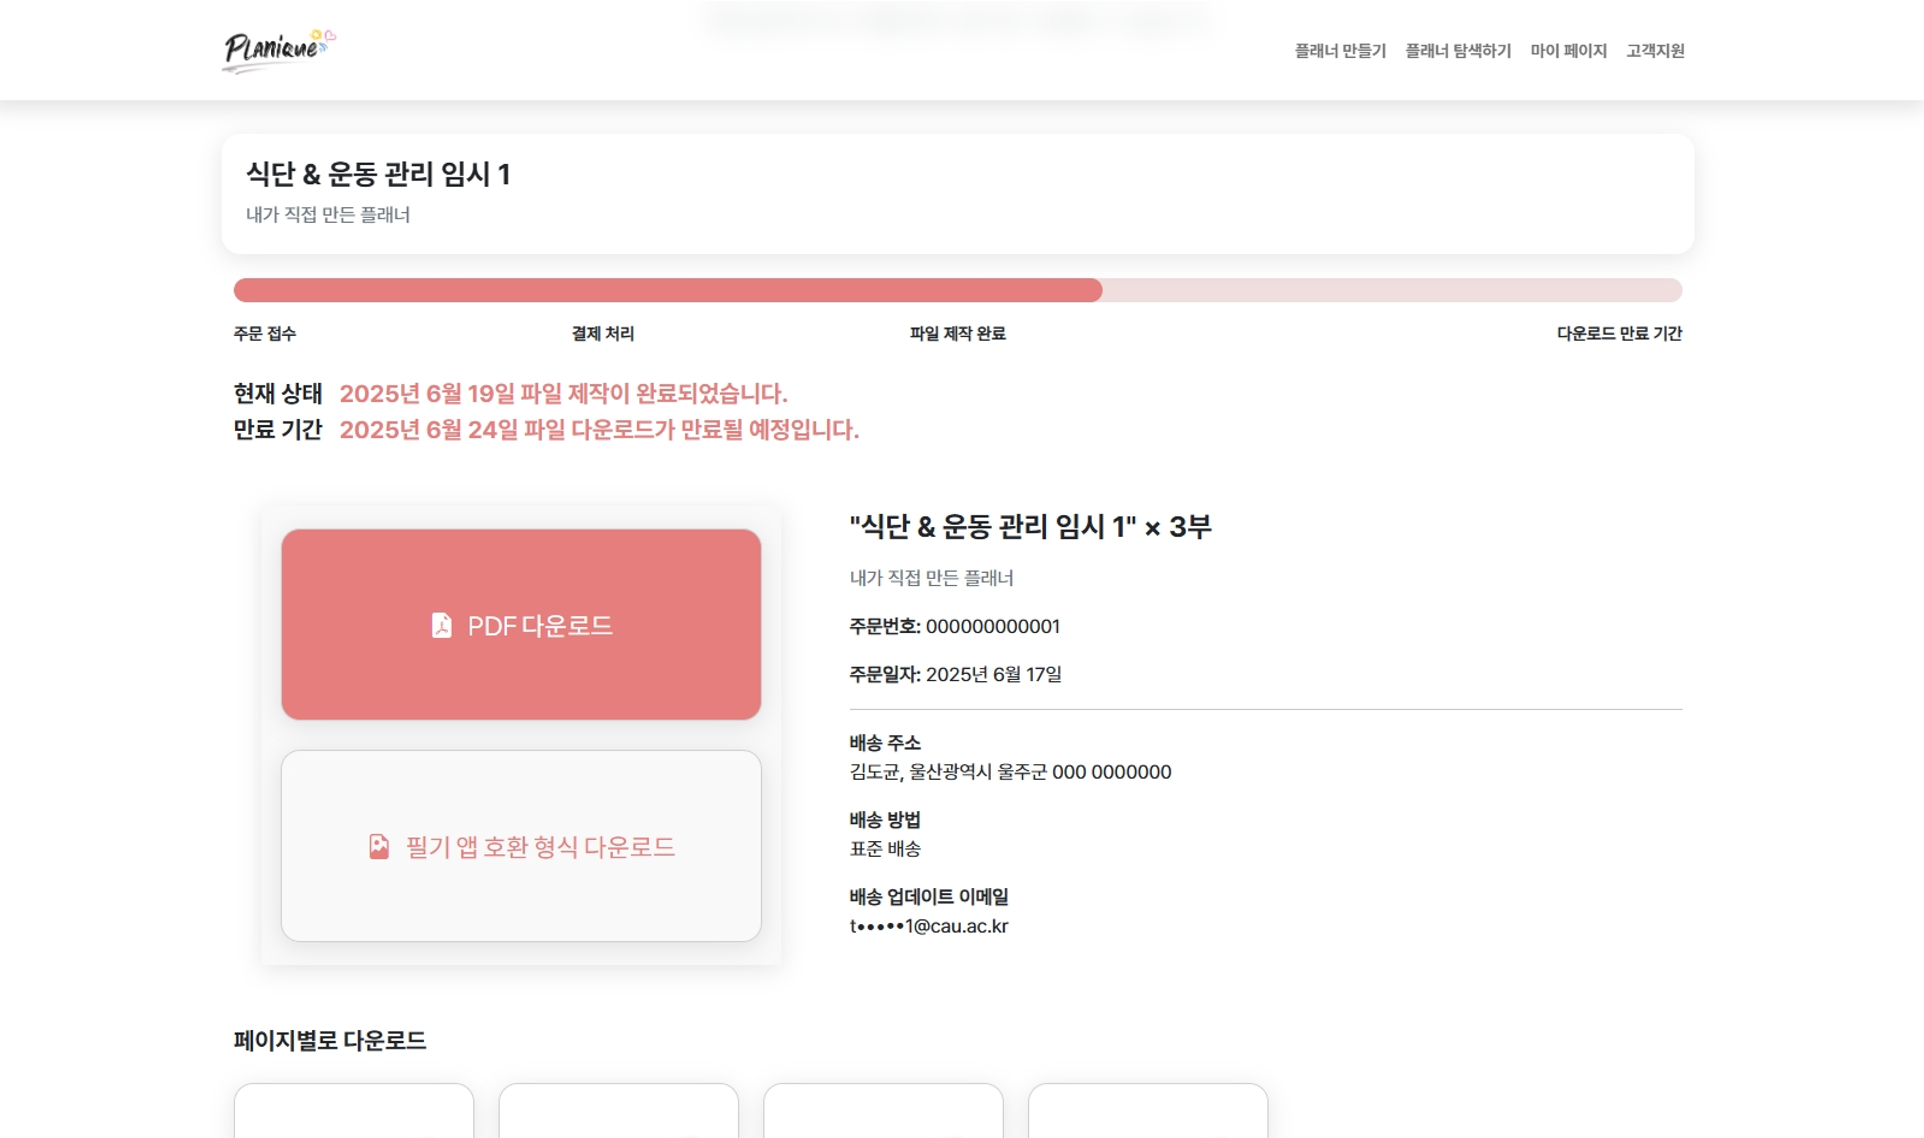 Planique
플래너 만들기 플래너 탐색하기 마이 페이지 고객지원
식단 & 운동 관리 임시 1
내가 직접 만든 플래너
주문 접수 결제 처리 파일 제작 완료 다운로드 만료 기간
현재 상태 2025년 6월 19일 파일 제작이 완료되었습니다.
만료 기간 2025년 6월 24일 파일 다운로드가 만료될 예정입니다.
PDF 다운로드
필기 앱 호환 형식 다운로드
"식단 & 운동 관리 임시 1" × 3부
내가 직접 만든 플래너
주문번호: 000000000001
주문일자: 2025년 6월 17일
배송 주소
김도균, 울산광역시 울주군 000 0000000
배송 방법
표준 배송
배송 업데이트 이메일
t•••••1@cau.ac.kr
페이지별로 다운로드